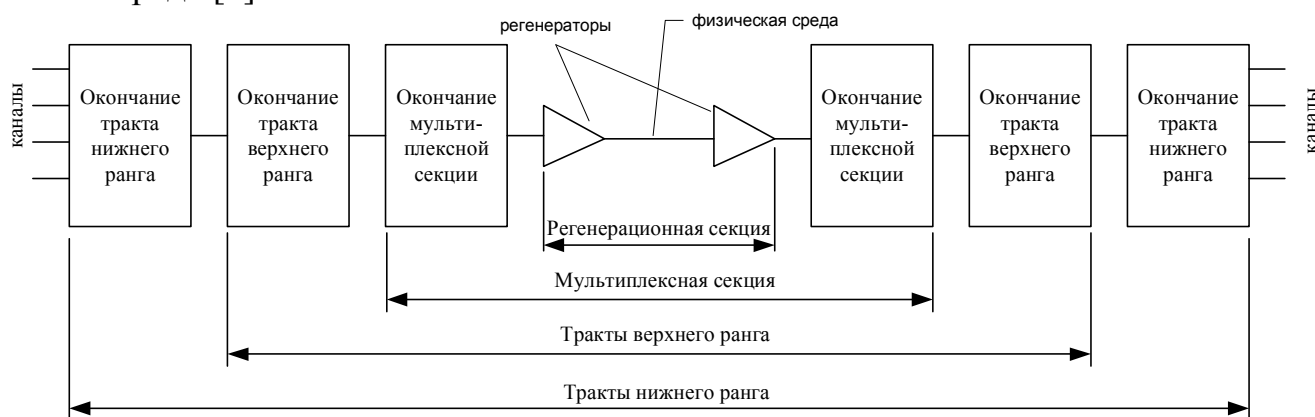 регенераторы
физическая среда
каналы
Окончание
тракта
нижнего
ранга
Окончание
тракта
верхнего
ранга
Окончание
мульти-
плексной
секции
Окончание
мульти-
плексной
секции
Окончание
тракта
верхнего
ранга
Окончание
тракта
нижнего
ранга
каналы
Регенерационная секция
Мультиплексная секция
Тракты верхнего ранга
Тракты нижнего ранга